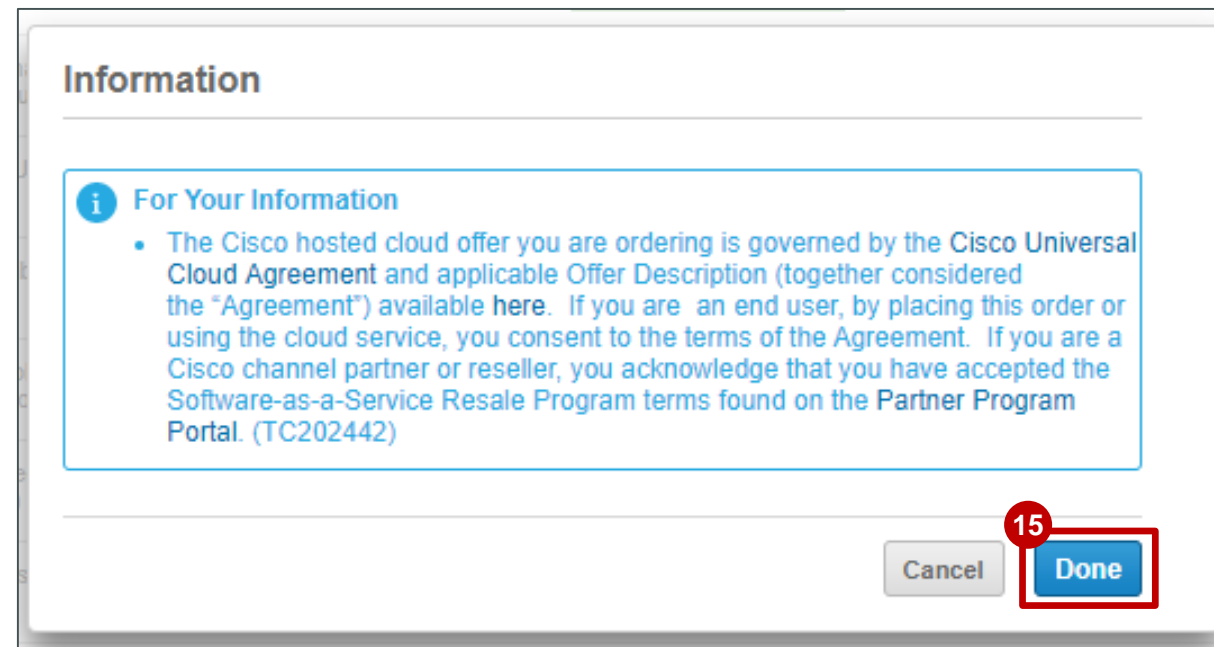 Information
For Your Information
• The Cisco hosted cloud offer you are ordering is governed by the Cisco Universal
Cloud Agreement and applicable Offer Description (together considered
the “Agreement”) available here.  If you are  an end user, by placing this order or
using the cloud service, you consent to the terms of the Agreement.  If you are a
Cisco channel partner or reseller, you acknowledge that you have accepted the
Software-as-a-Service Resale Program terms found on the Partner Program
Portal. (TC202442)
15
Cancel Done